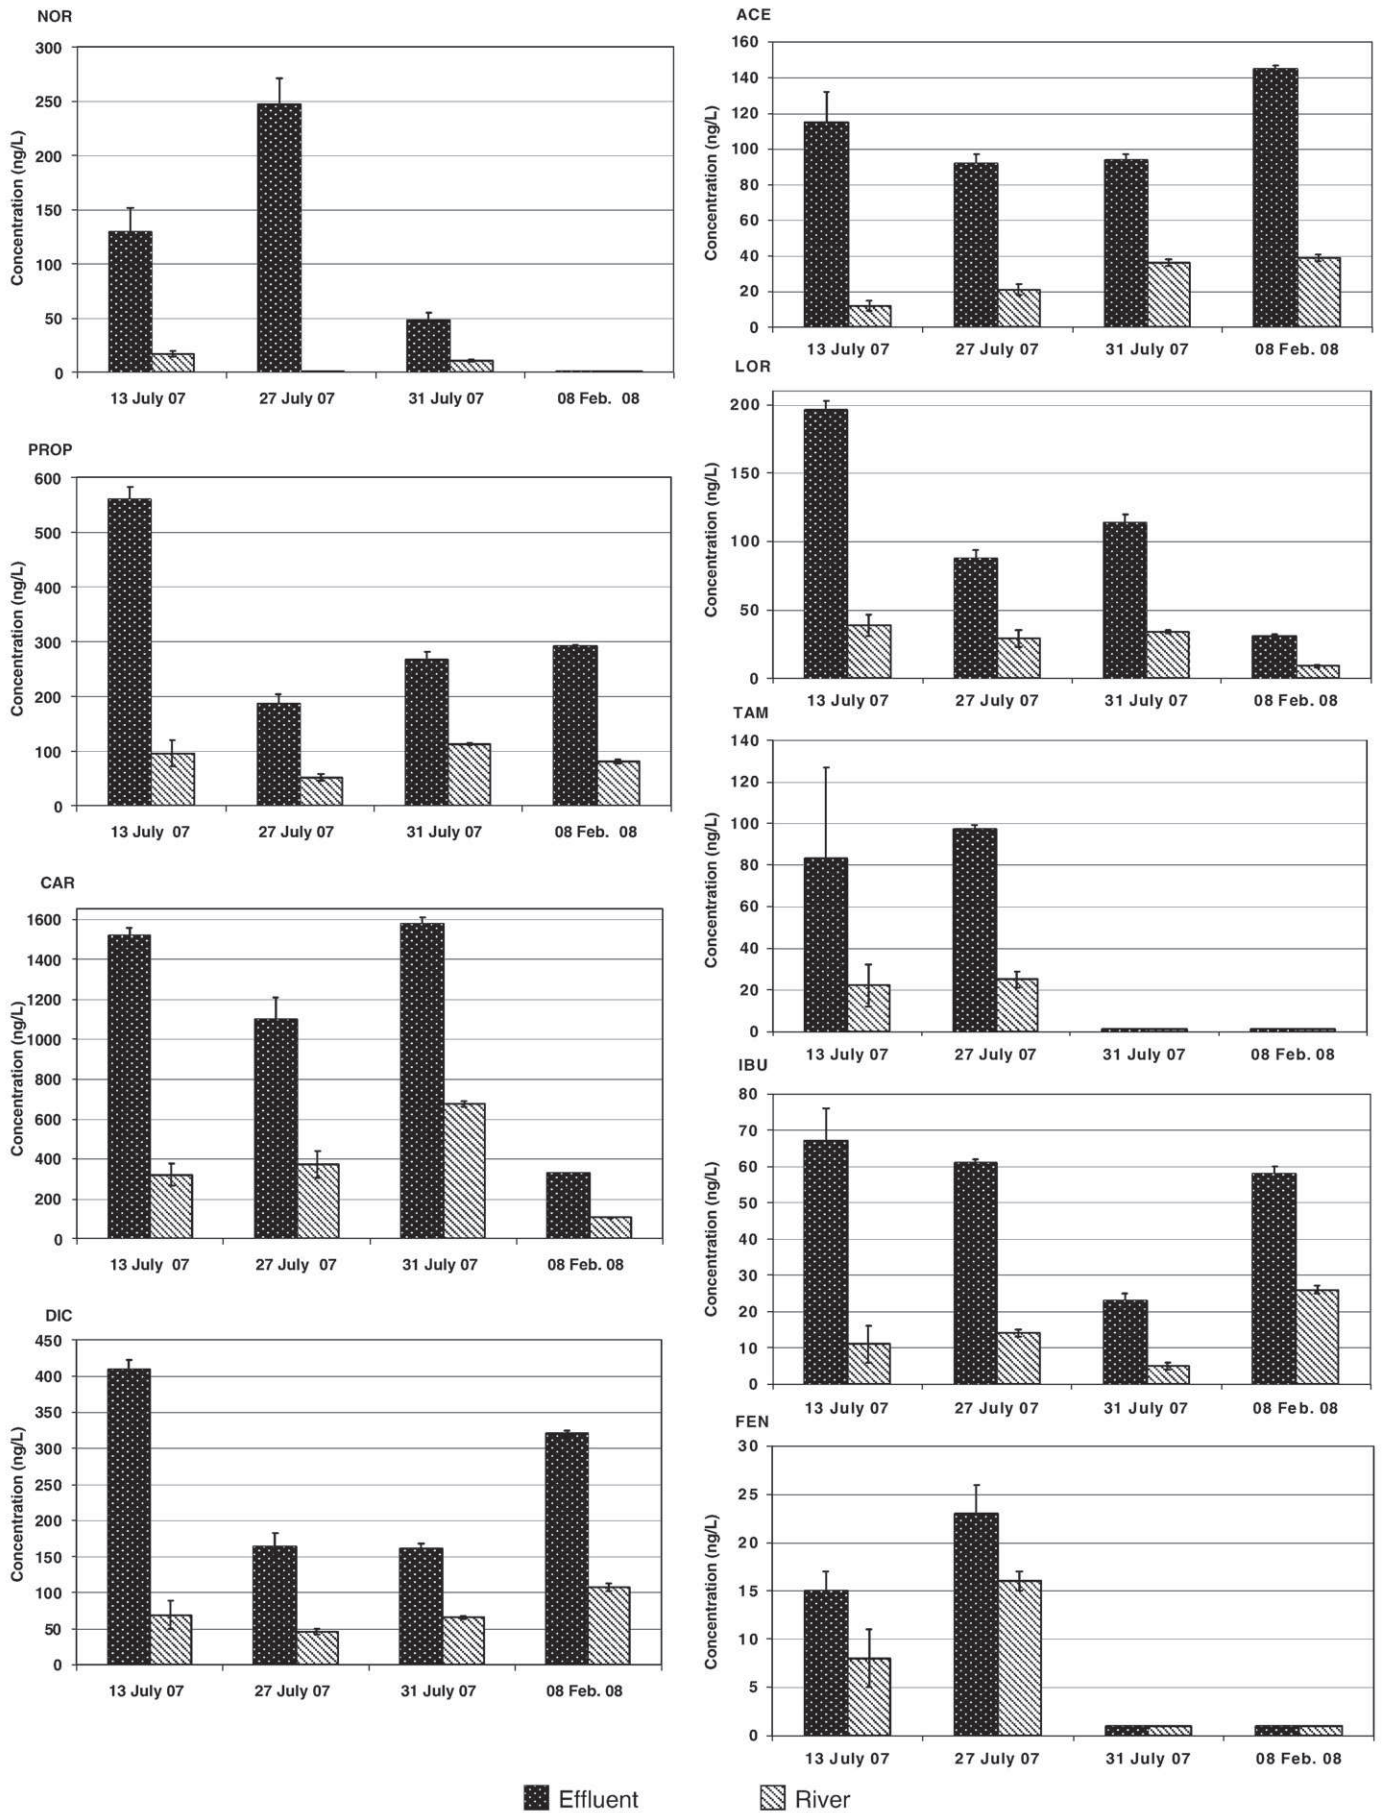 NOR
300
250
200
150
100
50
0
Concentration (ng/L)
13 July 07 27 July 07 31 July 07 08 Feb. 08
PROP
600
500
400
300
200
100
0
Concentration (ng/L)
13 July 07 27 July 07 31 July 07 08 Feb. 08
CAR
1600
1400
1200
1000
800
600
400
200
0
Concentration (ng/L)
13 July 07 27 July 07 31 July 07 08 Feb. 08
DIC
450
400
350
300
250
200
150
100
50
0
Concentration (ng/L)
13 July 07 27 July 07 31 July 07 08 Feb. 08
ACE
160
140
120
100
80
60
40
20
0
Concentration (ng/L)
13 July 07 27 July 07 31 July 07 08 Feb. 08
LOR
200
150
100
50
0
Concentration (ng/L)
13 July 07 27 July 07 31 July 07 08 Feb. 08
TAM
140
120
100
80
60
40
20
0
Concentration (ng/L)
13 July 07 27 July 07 31 July 07 08 Feb. 08
IBU
80
70
60
50
40
30
20
10
0
Concentration (ng/L)
13 July 07 27 July 07 31 July 07 08 Feb. 08
FEN
30
25
20
15
10
5
0
Concentration (ng/L)
13 July 07 27 July 07 31 July 07 08 Feb. 08
Effluent River